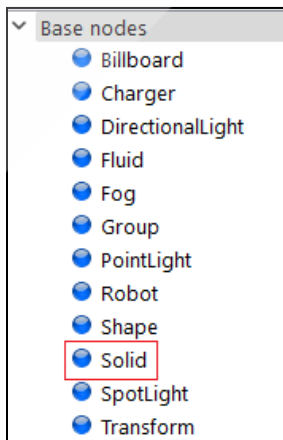 Base nodes
Billboard
Charger
DirectionalLight
Fluid
Fog
Group
PointLight
Robot
Shape
Solid
SpotLight
Transform